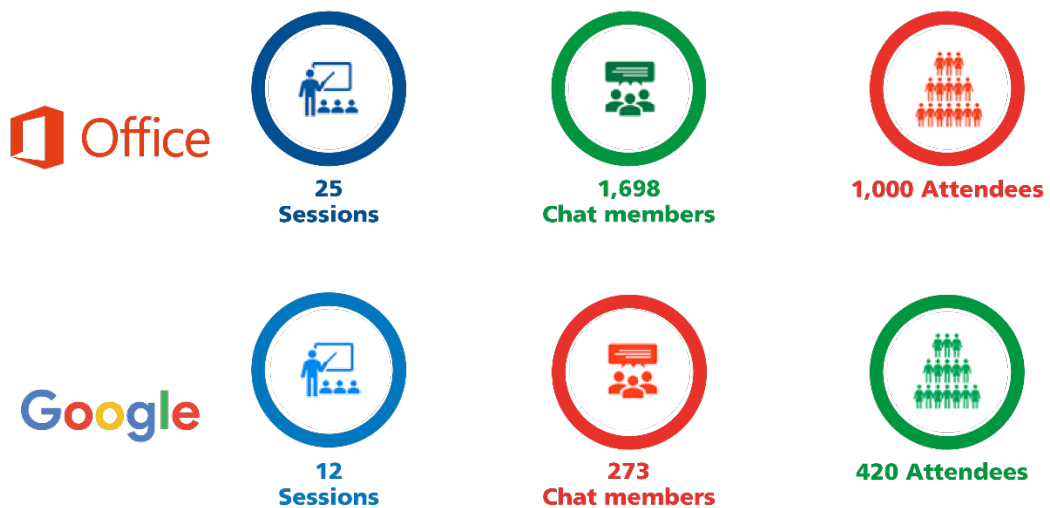 Office
25
Sessions
1,698
Chat members
1,000 Attendees
Google
12
Sessions
273
Chat members
420 Attendees